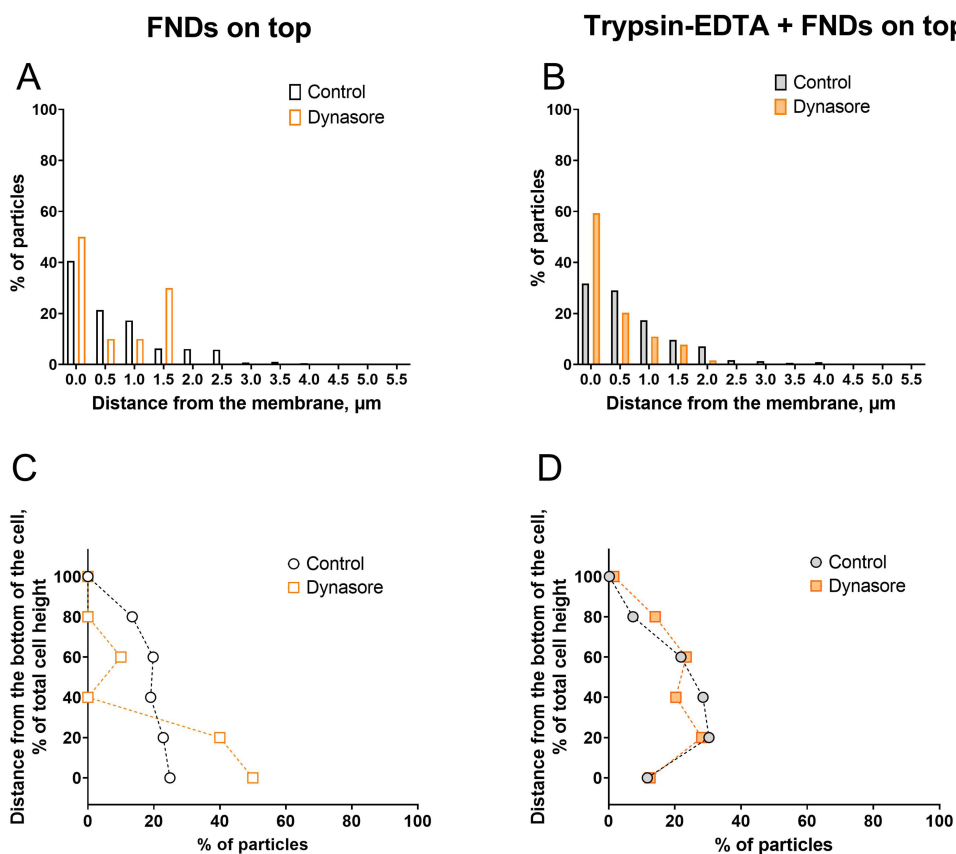 FNDs on top
Trypsin-EDTA + FNDs on top
A
Control
Dynasore
100
80
60
40
20
0
% of particles
0.0 0.5 1.0 1.5 2.0 2.5 3.0 3.5 4.0 4.5 5.0 5.5
Distance from the membrane, µm
B
Control
Dynasore
100
80
60
40
20
0
% of particles
0.0 0.5 1.0 1.5 2.0 2.5 3.0 3.5 4.0 4.5 5.0 5.5
Distance from the membrane, µm
C
Control
Dynasore
Distance from the bottom of the cell,
% of total cell height
100
80
60
40
20
0
0 20 40 60 80 100
% of particles
D
Control
Dynasore
Distance from the bottom of the cell,
% of total cell height
100
80
60
40
20
0
0 20 40 60 80 100
% of particles